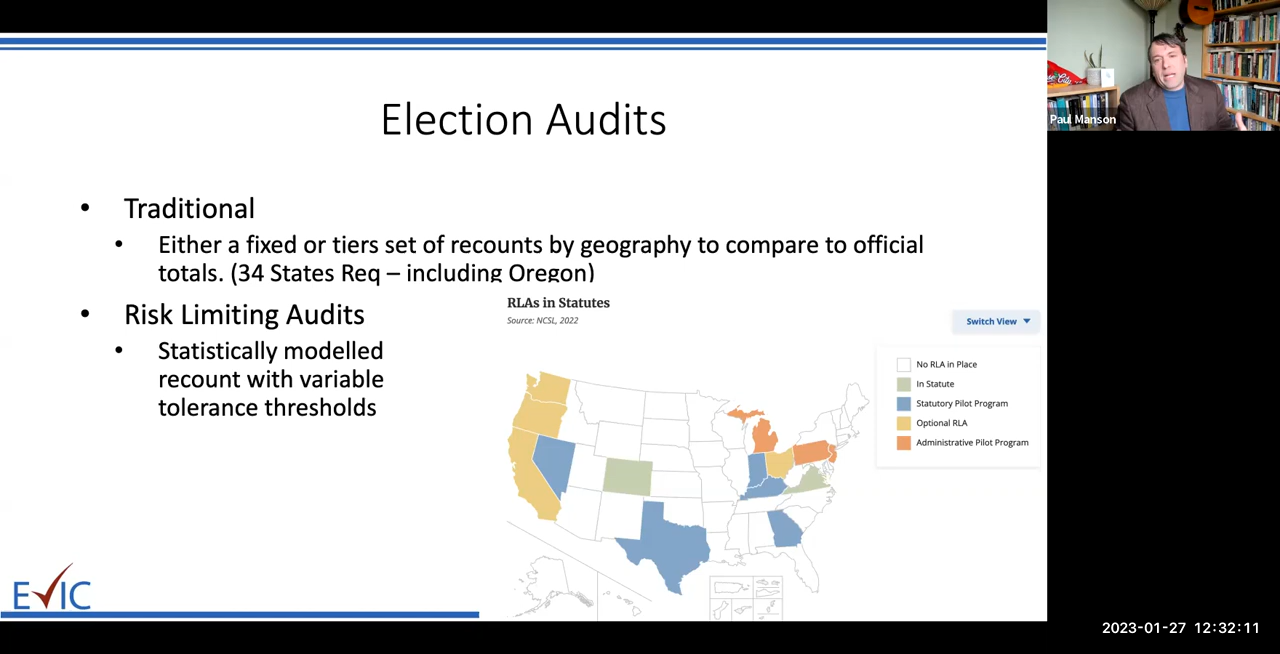 Election Audits
• Traditional
• Either a fixed or tiers set of recounts by geography to compare to official
totals. (34 States Req – including Oregon)
• Risk Limiting Audits
• Statistically modelled
recount with variable
tolerance thresholds
RLAs in Statutes
Source: NCSL, 2022
Switch View
No RLA in Place
In Statute
Statutory Pilot Program
Optional RLA
Administrative Pilot Program
EVIC
Paul Manson
2023-01-27 12:32:11